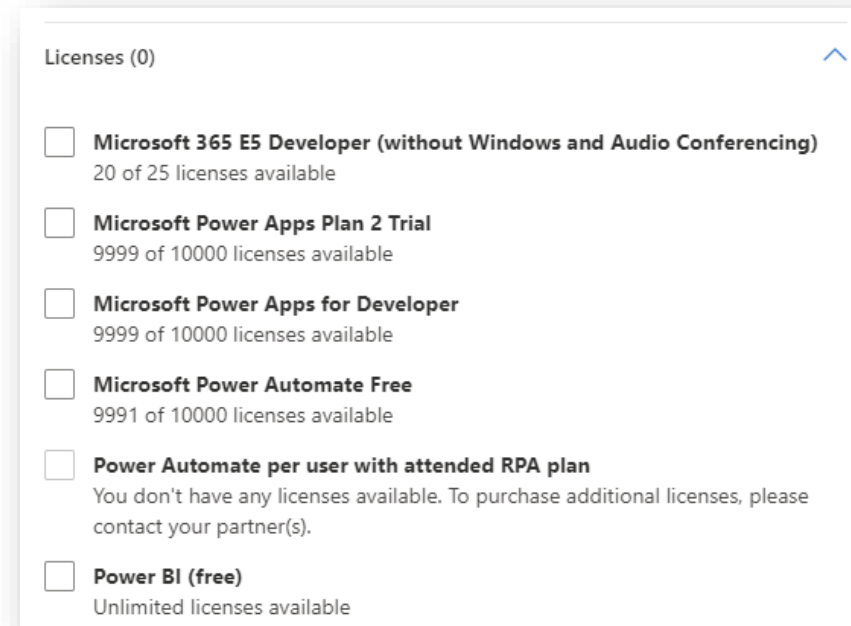 Licenses (0)
Microsoft 365 E5 Developer (without Windows and Audio Conferencing)
20 of 25 licenses available
Microsoft Power Apps Plan 2 Trial
9999 of 10000 licenses available
Microsoft Power Apps for Developer
9999 of 10000 licenses available
Microsoft Power Automate Free
9991 of 10000 licenses available
Power Automate per user with attended RPA plan
You don't have any licenses available. To purchase additional licenses, please
contact your partner(s).
Power BI (free)
Unlimited licenses available